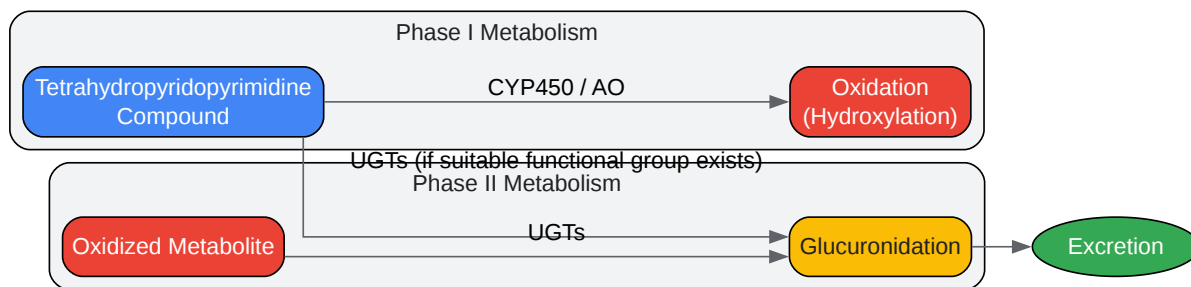 Phase I Metabolism
Tetrahydropyridopyrimidine
Compound
CYP450 / AO
Oxidation
(Hydroxylation)
UGTs (if suitable functional group exists)
Phase II Metabolism
Oxidized Metabolite
UGTs
Glucuronidation
Excretion